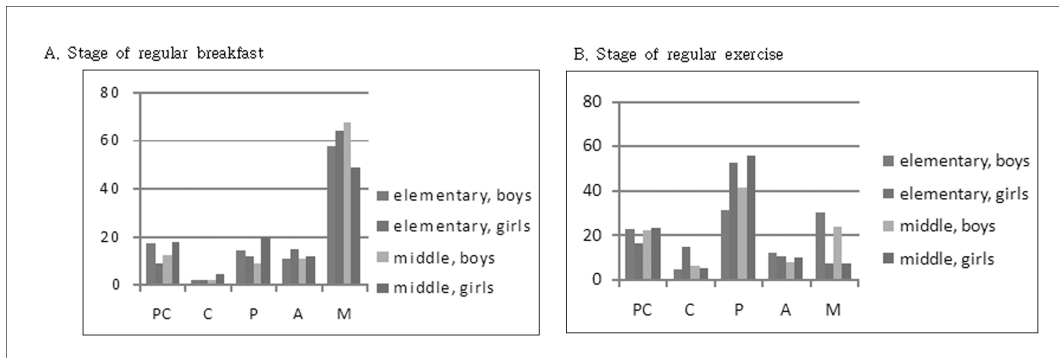 A. Stage of regular breakfast
80
60
40
20
0
PC C P A M
elementary, boys
elementary, girls
middle, boys
middle, girls
B. Stage of regular exercise
80
60
40
20
0
PC C P A M
elementary, boys
elementary, girls
middle, boys
middle, girls